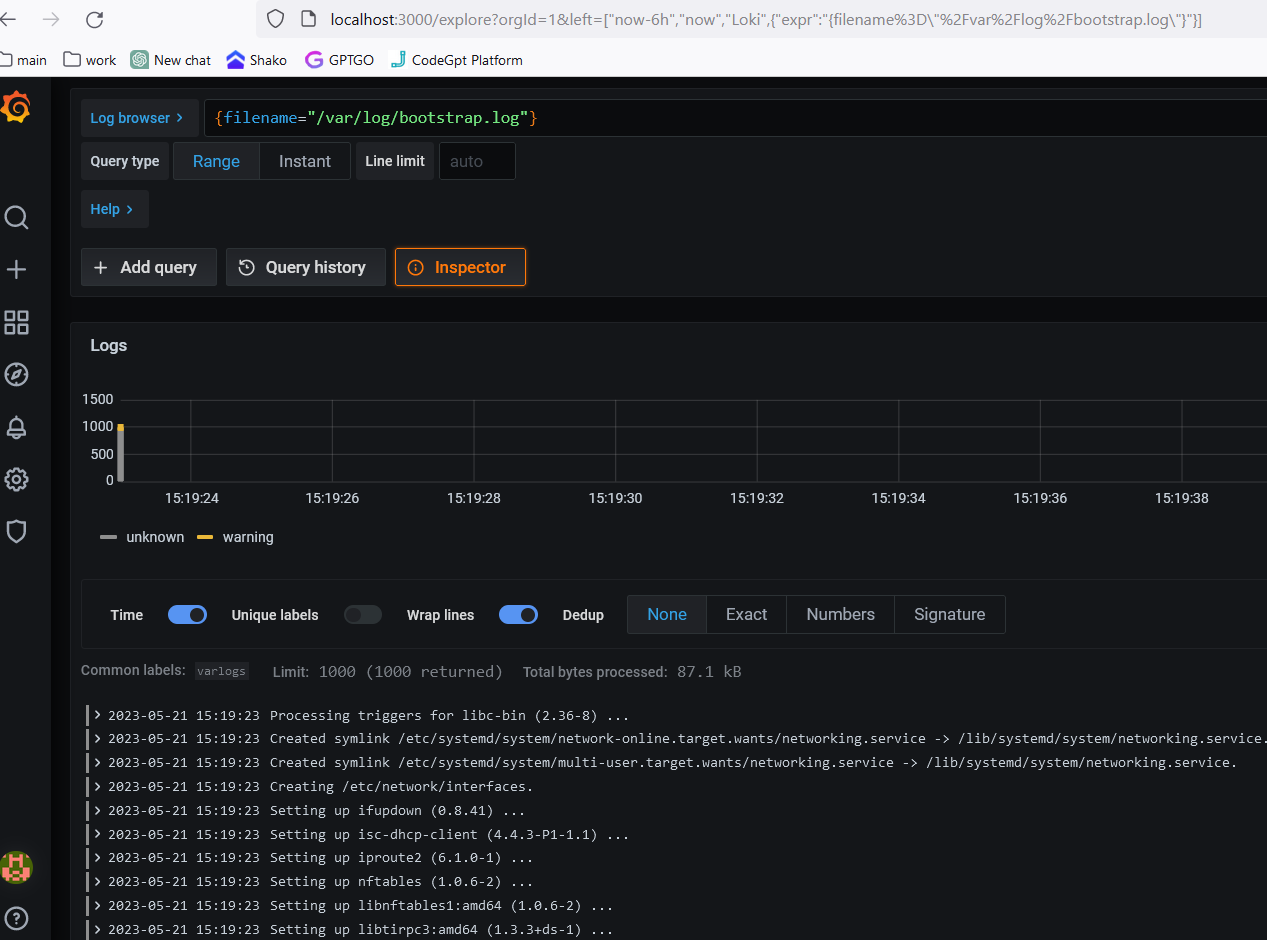 localhost:3000/explore?orgId=1&left=["now-6h","now","Loki",{"expr":"{filename%3D\"%2Fvar%2Flog%2Fbootstrap.log\"}"}]
main work New chat Shako GPTGO CodeGpt Platform
Log browser > {filename="/var/log/bootstrap.log"}
Query type Range Instant Line limit auto
Help >
+ Add query Query history Inspector
Logs
1500
1000
500
0
15:19:24 15:19:26 15:19:28 15:19:30 15:19:32 15:19:34 15:19:36 15:19:38
unknown warning
Time Unique labels Wrap lines Dedup None Exact Numbers Signature
Common labels: varlogs Limit: 1000 (1000 returned) Total bytes processed: 87.1 kB
> 2023-05-21 15:19:23 Processing triggers for libc-bin (2.36-8) ...
> 2023-05-21 15:19:23 Created symlink /etc/systemd/system/network-online.target.wants/networking.service -> /lib/systemd/system/networking.service.
> 2023-05-21 15:19:23 Created symlink /etc/systemd/system/multi-user.target.wants/networking.service -> /lib/systemd/system/networking.service.
> 2023-05-21 15:19:23 Creating /etc/network/interfaces.
> 2023-05-21 15:19:23 Setting up ifupdown (0.8.41) ...
> 2023-05-21 15:19:23 Setting up isc-dhcp-client (4.4.3-P1-1.1) ...
> 2023-05-21 15:19:23 Setting up iproute2 (6.1.0-1) ...
> 2023-05-21 15:19:23 Setting up nftables (1.0.6-2) ...
> 2023-05-21 15:19:23 Setting up libnftables1:amd64 (1.0.6-2) ...
> 2023-05-21 15:19:23 Setting up libtirpc3:amd64 (1.3.3+ds-1) ...